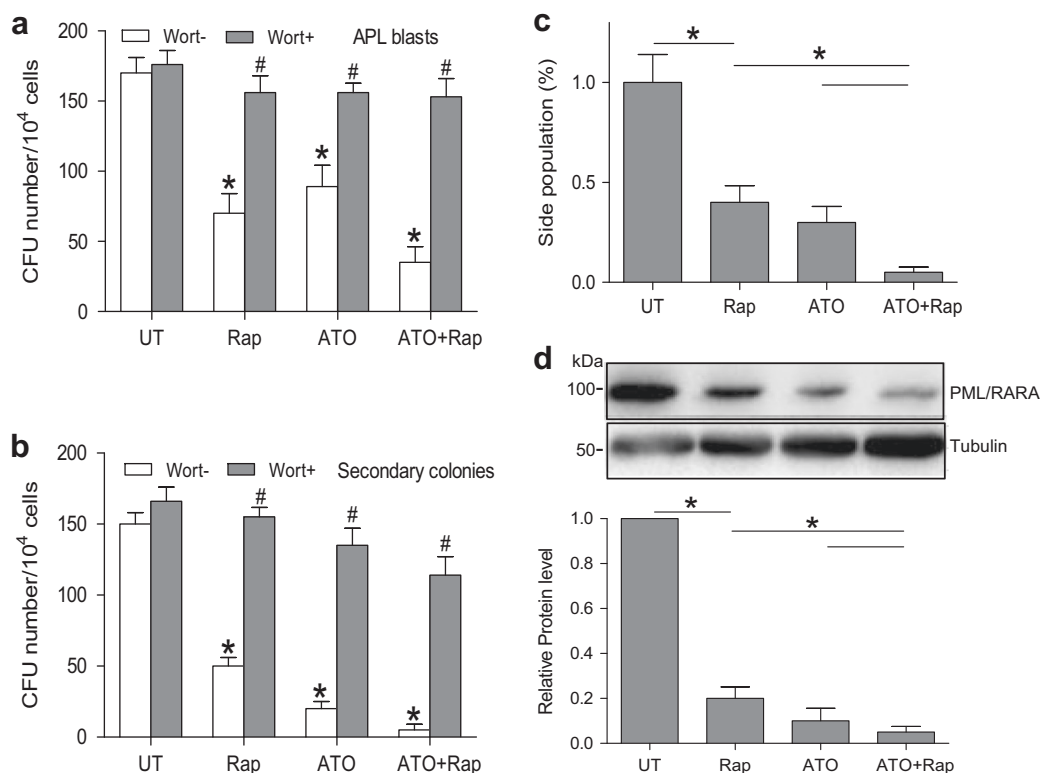 a
Wort- Wort+ APL blasts
CFU number/10⁴ cells
200
150
100
50
0
# # #
* * *
UT Rap ATO ATO+Rap
b
Wort- Wort+ Secondary colonies
CFU number/10⁴ cells
200
150
100
50
0
# # #
* * *
UT Rap ATO ATO+Rap
c
Side population (%)
1.0
0.5
0.0
* *
UT Rap ATO ATO+Rap
d
kDa
100
PML/RARA
50
Tubulin
Relative Protein level
1.0
0.8
0.6
0.4
0.2
0.0
* *
UT Rap ATO ATO+Rap